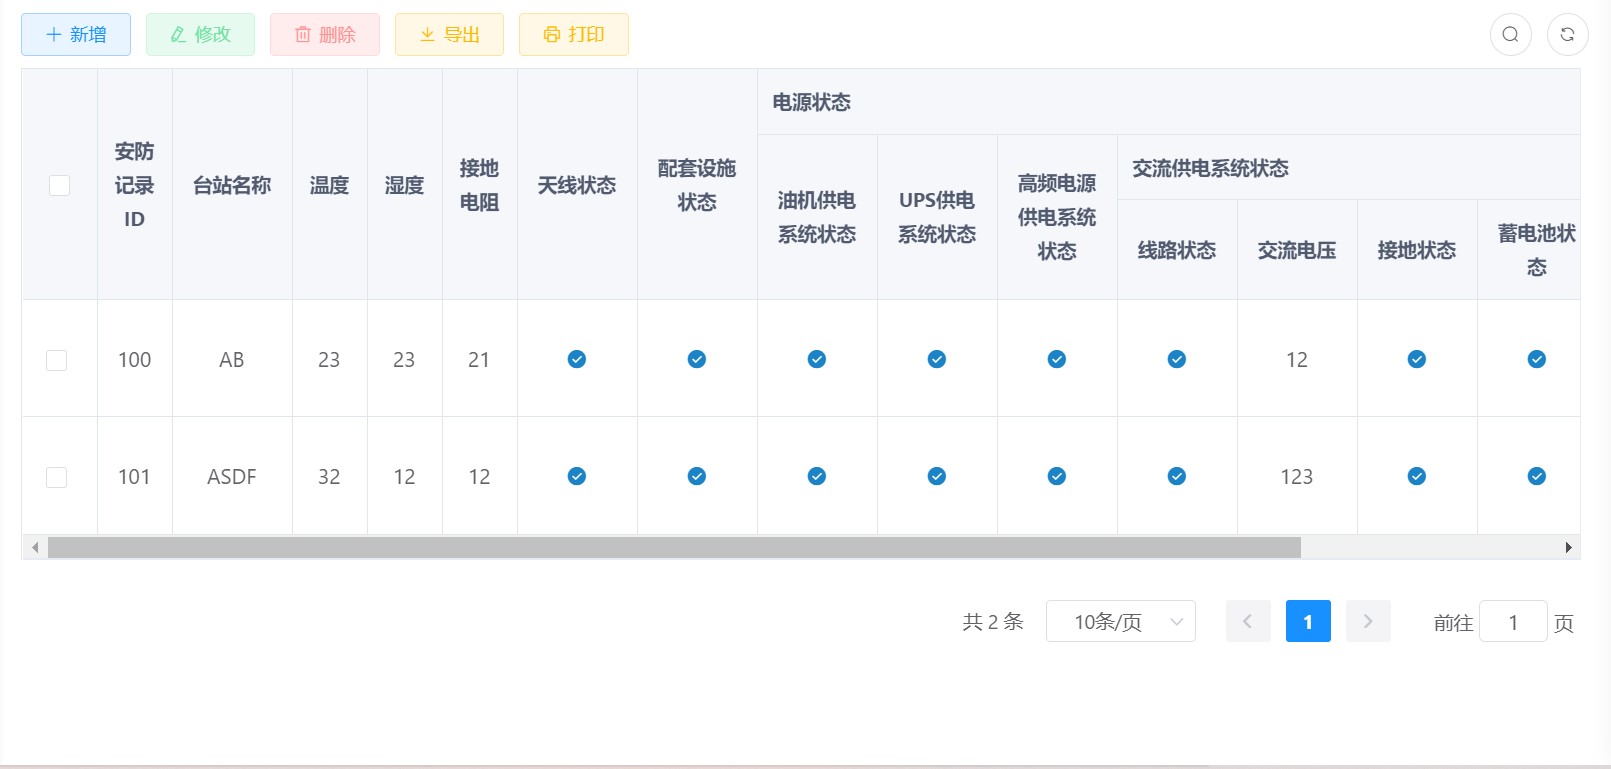 新增 修改 删除 导出 打印
电源状态
安防
记录
ID
台站名称
温度
湿度
接地
电阻
天线状态
配套设施
状态
油机供电
系统状态
UPS供电
系统状态
高频电源
供电系统
状态
交流供电系统状态
线路状态
交流电压
接地状态
蓄电池状
态
100 AB 23 23 21 12
101 ASDF 32 12 12 123
共 2 条 10条/页 1 前往 1 页